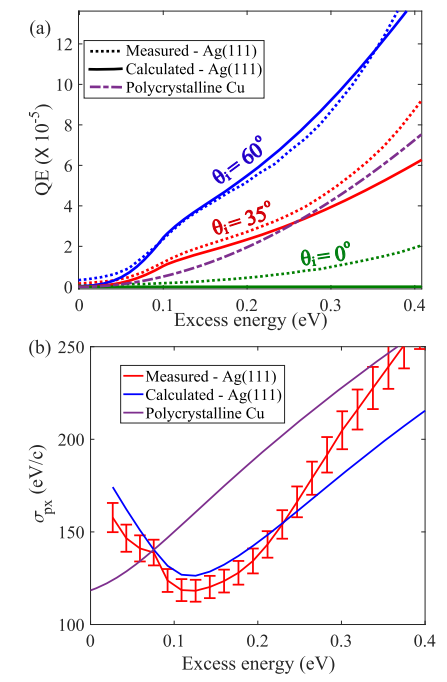 (a)
QE (X 10⁻⁵)
12
10
8
6
4
2
0
Measured - Ag(111)
Calculated - Ag(111)
Polycrystalline Cu
θᵢ = 60°
θᵢ = 35°
θᵢ = 0°
0 0.1 0.2 0.3 0.4
Excess energy (eV)
(b)
σpx (eV/c)
250
200
150
100
Measured - Ag(111)
Calculated - Ag(111)
Polycrystalline Cu
0 0.1 0.2 0.3 0.4
Excess energy (eV)